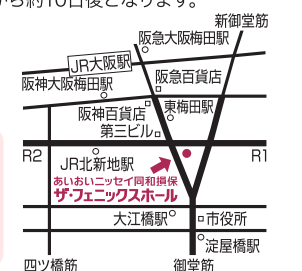 から約10日後となります。
新御堂筋
阪急大阪梅田駅
JR大阪駅
阪神大阪梅田駅
阪急百貨店
阪神百貨店
東梅田駅
第三ビル
R2
R1
JR北新地駅
あいおいニッセイ同和損保
ザ・フェニックスホール
大江橋駅
市役所
淀屋橋駅
四ツ橋筋
御堂筋